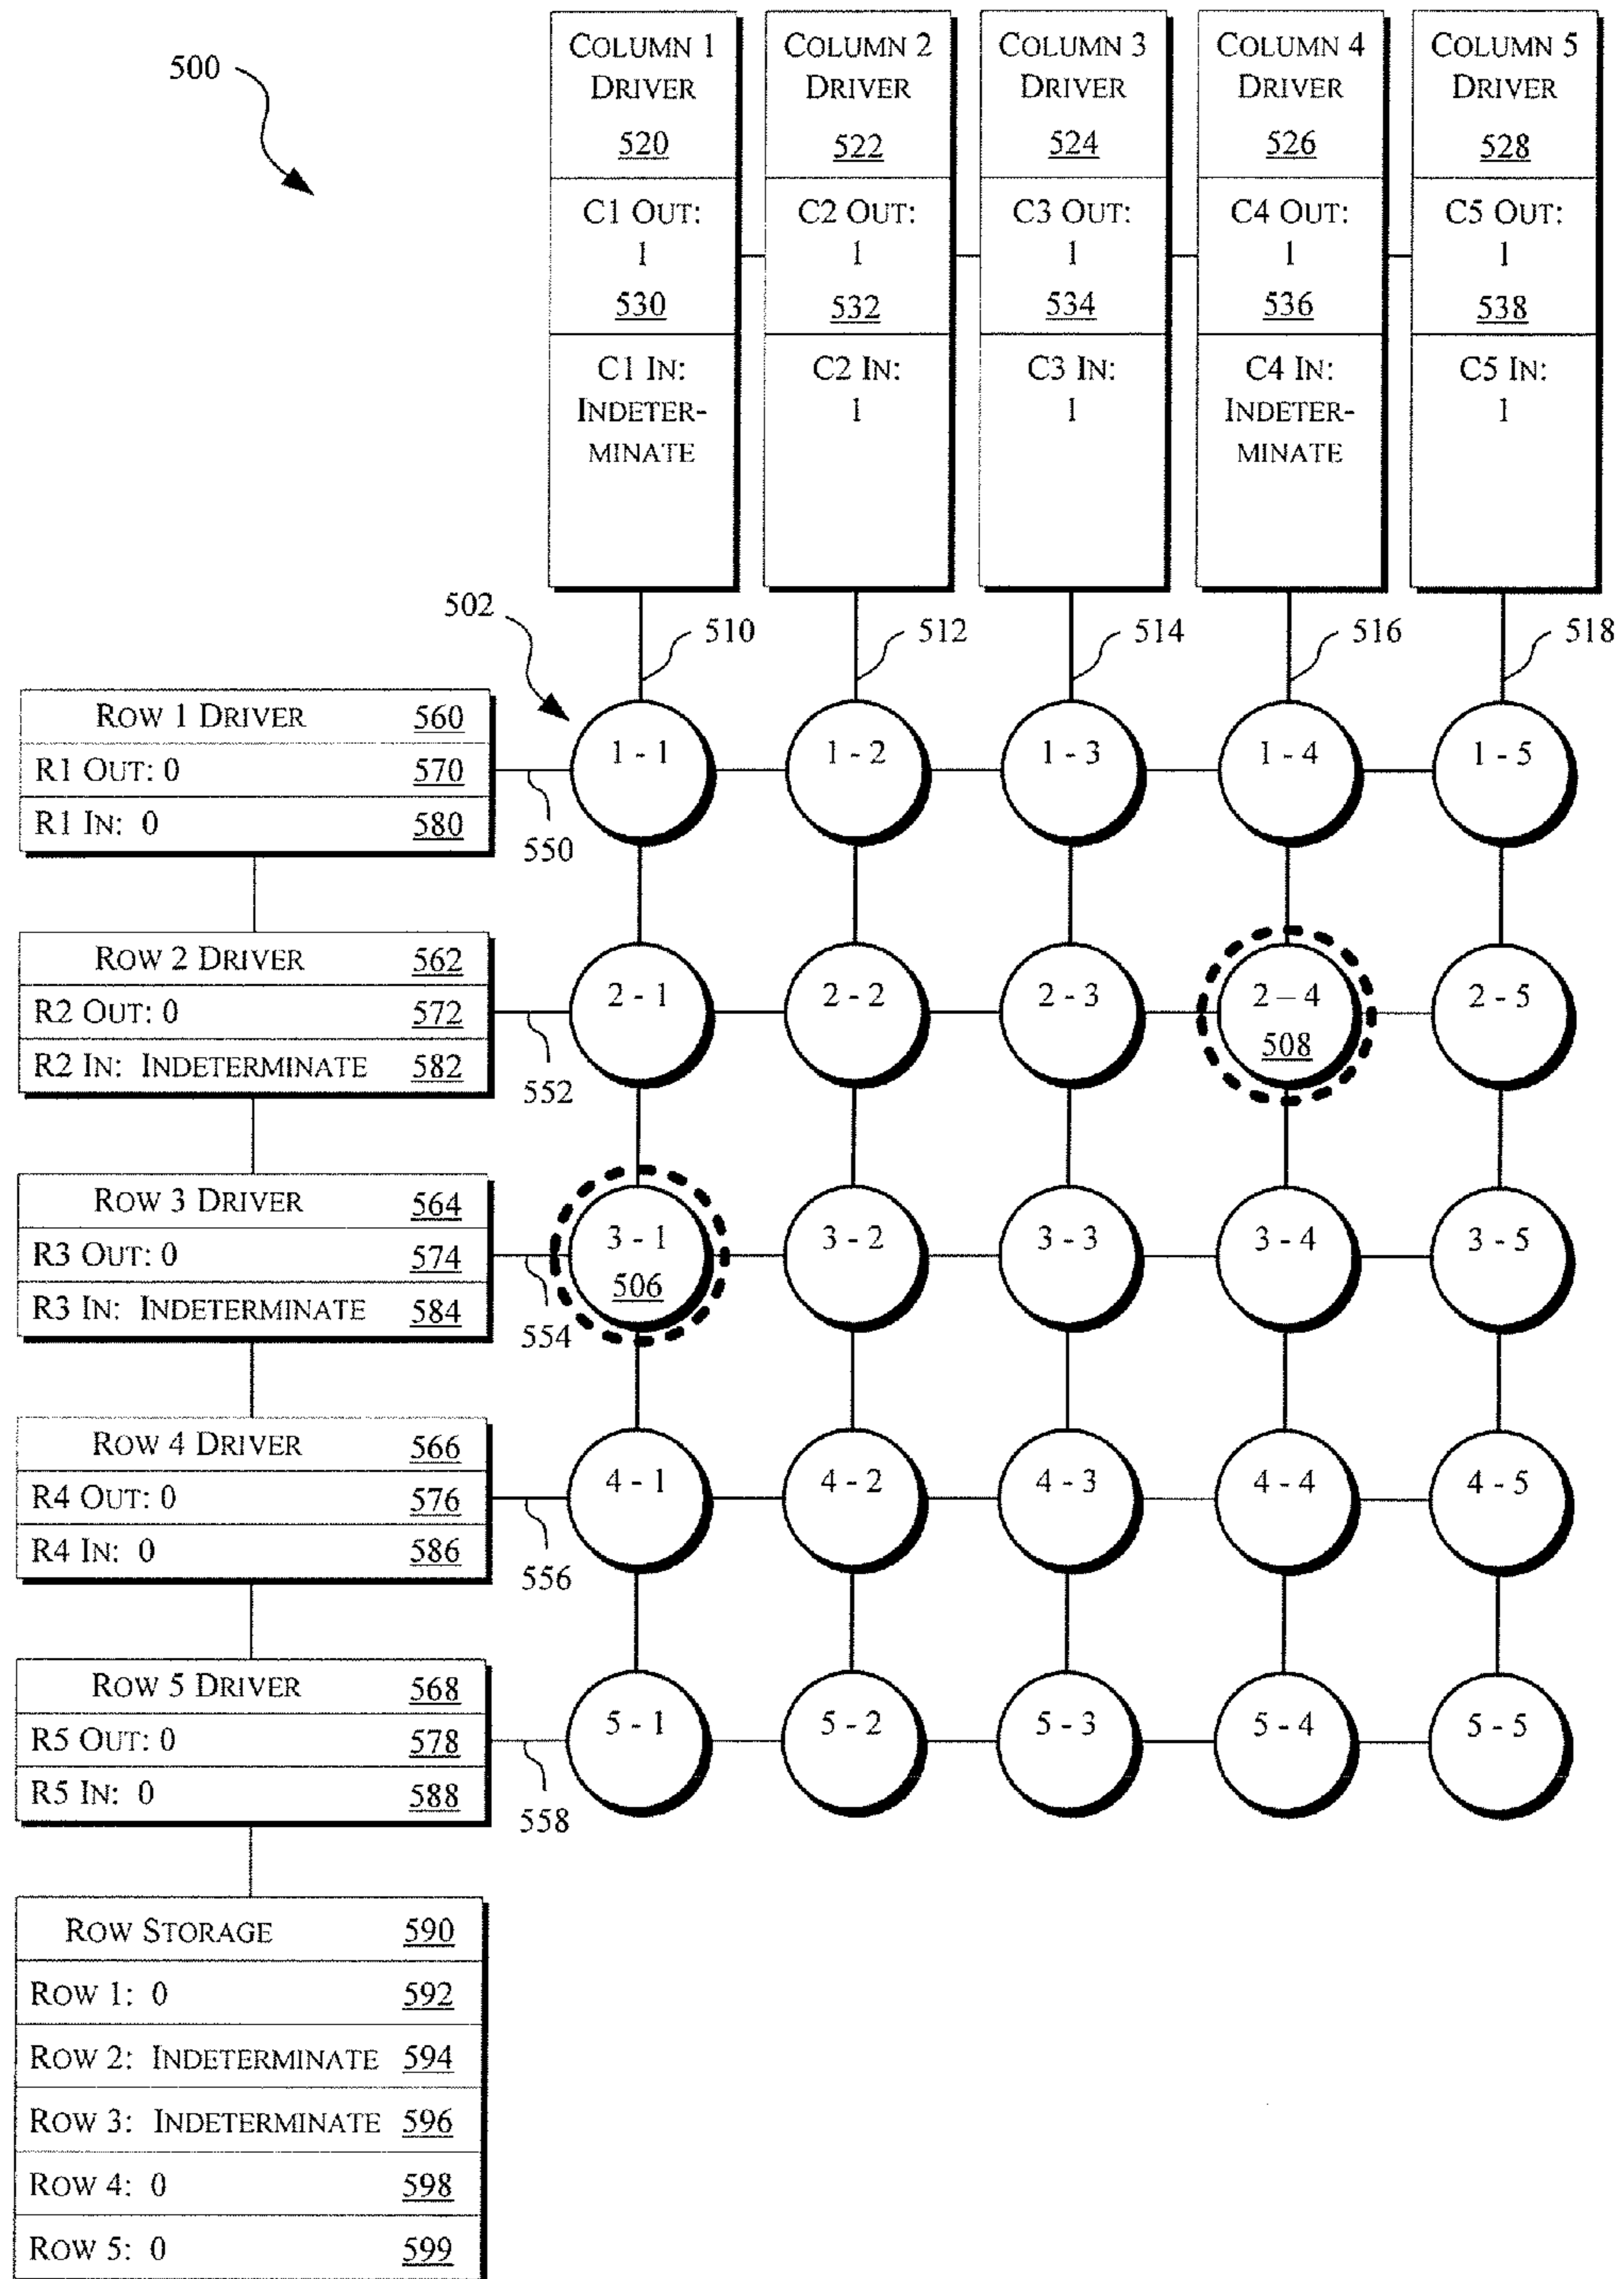 500
COLUMN 1
DRIVER
520
C1 OUT:
1
530
C1 IN:
INDETER-
MINATE
COLUMN 2
DRIVER
522
C2 OUT:
1
532
C2 IN:
1
COLUMN 3
DRIVER
524
C3 OUT:
1
534
C3 IN:
1
COLUMN 4
DRIVER
526
C4 OUT:
1
536
C4 IN:
INDETER-
MINATE
COLUMN 5
DRIVER
528
C5 OUT:
1
538
C5 IN:
1
502
510
512
514
516
518
ROW 1 DRIVER 560
R1 OUT: 0 570
R1 IN: 0 580
550
1 - 1
1 - 2
1 - 3
1 - 4
1 - 5
ROW 2 DRIVER 562
R2 OUT: 0 572
R2 IN: INDETERMINATE 582
552
2 - 1
2 - 2
2 - 3
2 – 4
508
2 - 5
ROW 3 DRIVER 564
R3 OUT: 0 574
R3 IN: INDETERMINATE 584
554
3 - 1
506
3 - 2
3 - 3
3 - 4
3 - 5
ROW 4 DRIVER 566
R4 OUT: 0 576
R4 IN: 0 586
556
4 - 1
4 - 2
4 - 3
4 - 4
4 - 5
ROW 5 DRIVER 568
R5 OUT: 0 578
R5 IN: 0 588
558
5 - 1
5 - 2
5 - 3
5 - 4
5 - 5
ROW STORAGE 590
ROW 1: 0 592
ROW 2: INDETERMINATE 594
ROW 3: INDETERMINATE 596
ROW 4: 0 598
ROW 5: 0 599